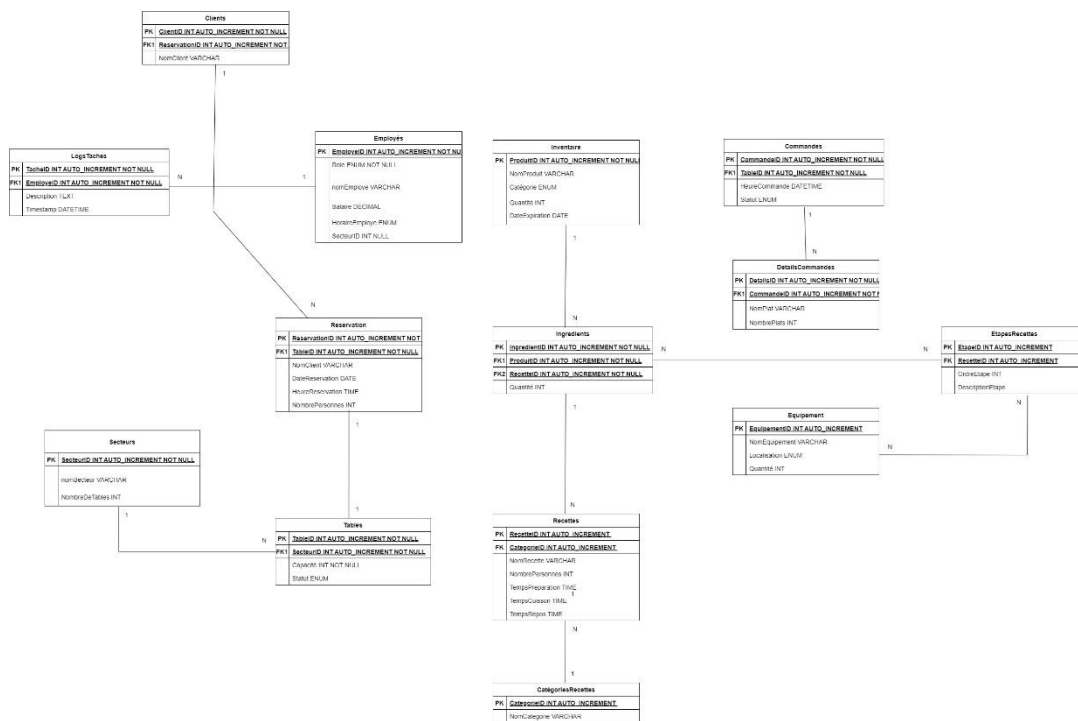 Clients
PK ClientID INT AUTO_INCREMENT NOT NULL
FK1 ReservationID INT AUTO_INCREMENT NOT
NomClient VARCHAR
1
LogsTaches
PK TacheID INT AUTO_INCREMENT NOT NULL
FK1 EmployeID INT AUTO_INCREMENT NOT NULL
Description TEXT
Timestamp DATETIME
N
1
Employés
PK EmployeID INT AUTO_INCREMENT NOT NU
Role ENUM NOT NULL
nomEmploye VARCHAR
Salaire DECIMAL
HoraireEmploye ENUM
SecteurID INT NULL
Inventaire
PK ProduitID INT AUTO_INCREMENT NOT NULL
NomProduit VARCHAR
Catégorie ENUM
Quantité INT
DateExpiration DATE
1
N
Commandes
PK CommandeID INT AUTO_INCREMENT NOT NULL
FK1 TableID INT AUTO_INCREMENT NOT NULL
HeureCommande DATETIME
Statut ENUM
1
N
DetailsCommandes
PK DetailsID INT AUTO_INCREMENT NOT NULL
FK1 CommandeID INT AUTO_INCREMENT NOT
NomPlat VARCHAR
NombrePlats INT
N
Reservation
PK ReservationID INT AUTO_INCREMENT NOT
FK1 TableID INT AUTO_INCREMENT NOT NULL
NomClient VARCHAR
DateReservation DATE
HeureReservation TIME
NombrePersonnes INT
1
1
Ingredients
PK IngredientID INT AUTO_INCREMENT NOT NULL
FK1 ProduitID INT AUTO_INCREMENT NOT NULL
FK2 RecetteID INT AUTO_INCREMENT NOT NULL
Quantité INT
N
N
1
N
EtapesRecettes
PK EtapeID INT AUTO_INCREMENT
FK RecetteID INT AUTO_INCREMENT
OrdreEtape INT
DescriptionEtape
N
N
Equipement
PK EquipementID INT AUTO_INCREMENT
NomEquipement VARCHAR
Localisation ENUM
Quantité INT
Secteurs
PK SecteurID INT AUTO_INCREMENT NOT NULL
nomSecteur VARCHAR
NombreDeTables INT
1
N
Tables
PK TableID INT AUTO_INCREMENT NOT NULL
FK1 SecteurID INT AUTO_INCREMENT NOT NULL
Capacité INT NOT NULL
Statut ENUM
Recettes
PK RecetteID INT AUTO_INCREMENT
FK CategorieID INT AUTO_INCREMENT
NomRecette VARCHAR
NombrePersonnes INT
TempsPreparation TIME
TempsCuisson TIME
TempsRepos TIME
N
1
CatégoriesRecettes
PK CategorieID INT AUTO_INCREMENT
NomCategorie VARCHAR